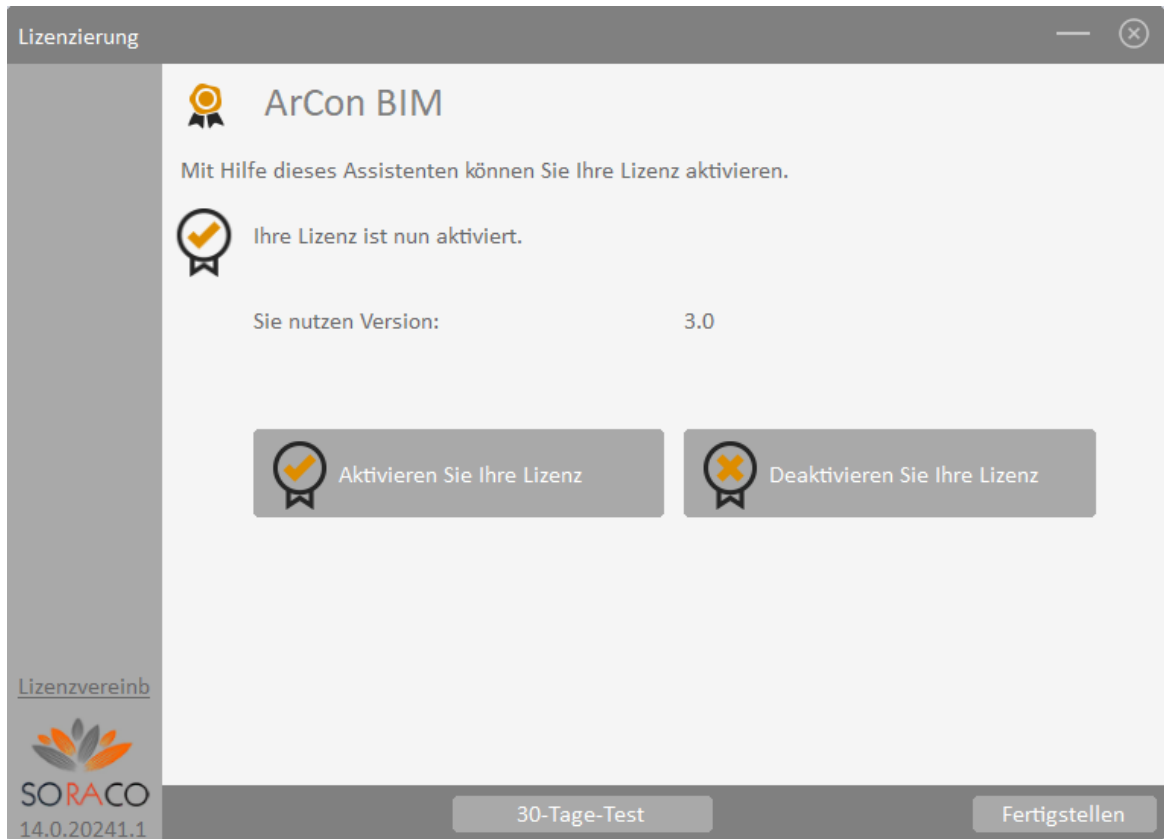 Lizenzierung
ArCon BIM
Mit Hilfe dieses Assistenten können Sie Ihre Lizenz aktivieren.
Ihre Lizenz ist nun aktiviert.
Sie nutzen Version: 3.0
Aktivieren Sie Ihre Lizenz
Deaktivieren Sie Ihre Lizenz
Lizenzvereinb
SORACO
14.0.20241.1
30-Tage-Test
Fertigstellen